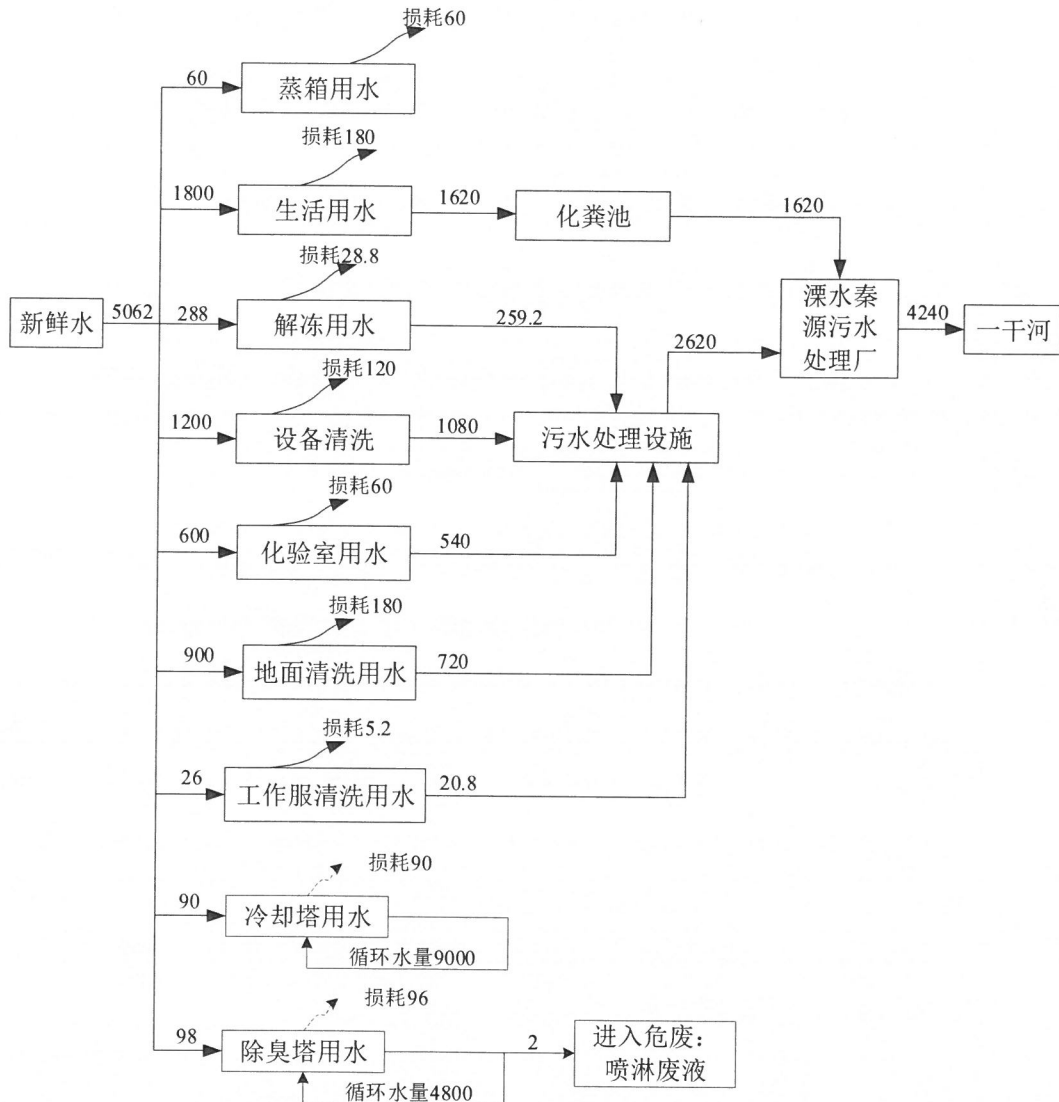 损耗60
60
蒸箱用水
损耗180
1800
生活用水
1620
化粪池
1620
损耗28.8
新鲜水
5062
288
解冻用水
259.2
溧水秦
源污水
处理厂
4240
一干河
2620
损耗120
1200
设备清洗
1080
污水处理设施
损耗60
600
化验室用水
540
损耗180
900
地面清洗用水
720
损耗5.2
26
工作服清洗用水
20.8
损耗90
90
冷却塔用水
循环水量9000
损耗96
98
除臭塔用水
2
进入危废：
喷淋废液
循环水量4800